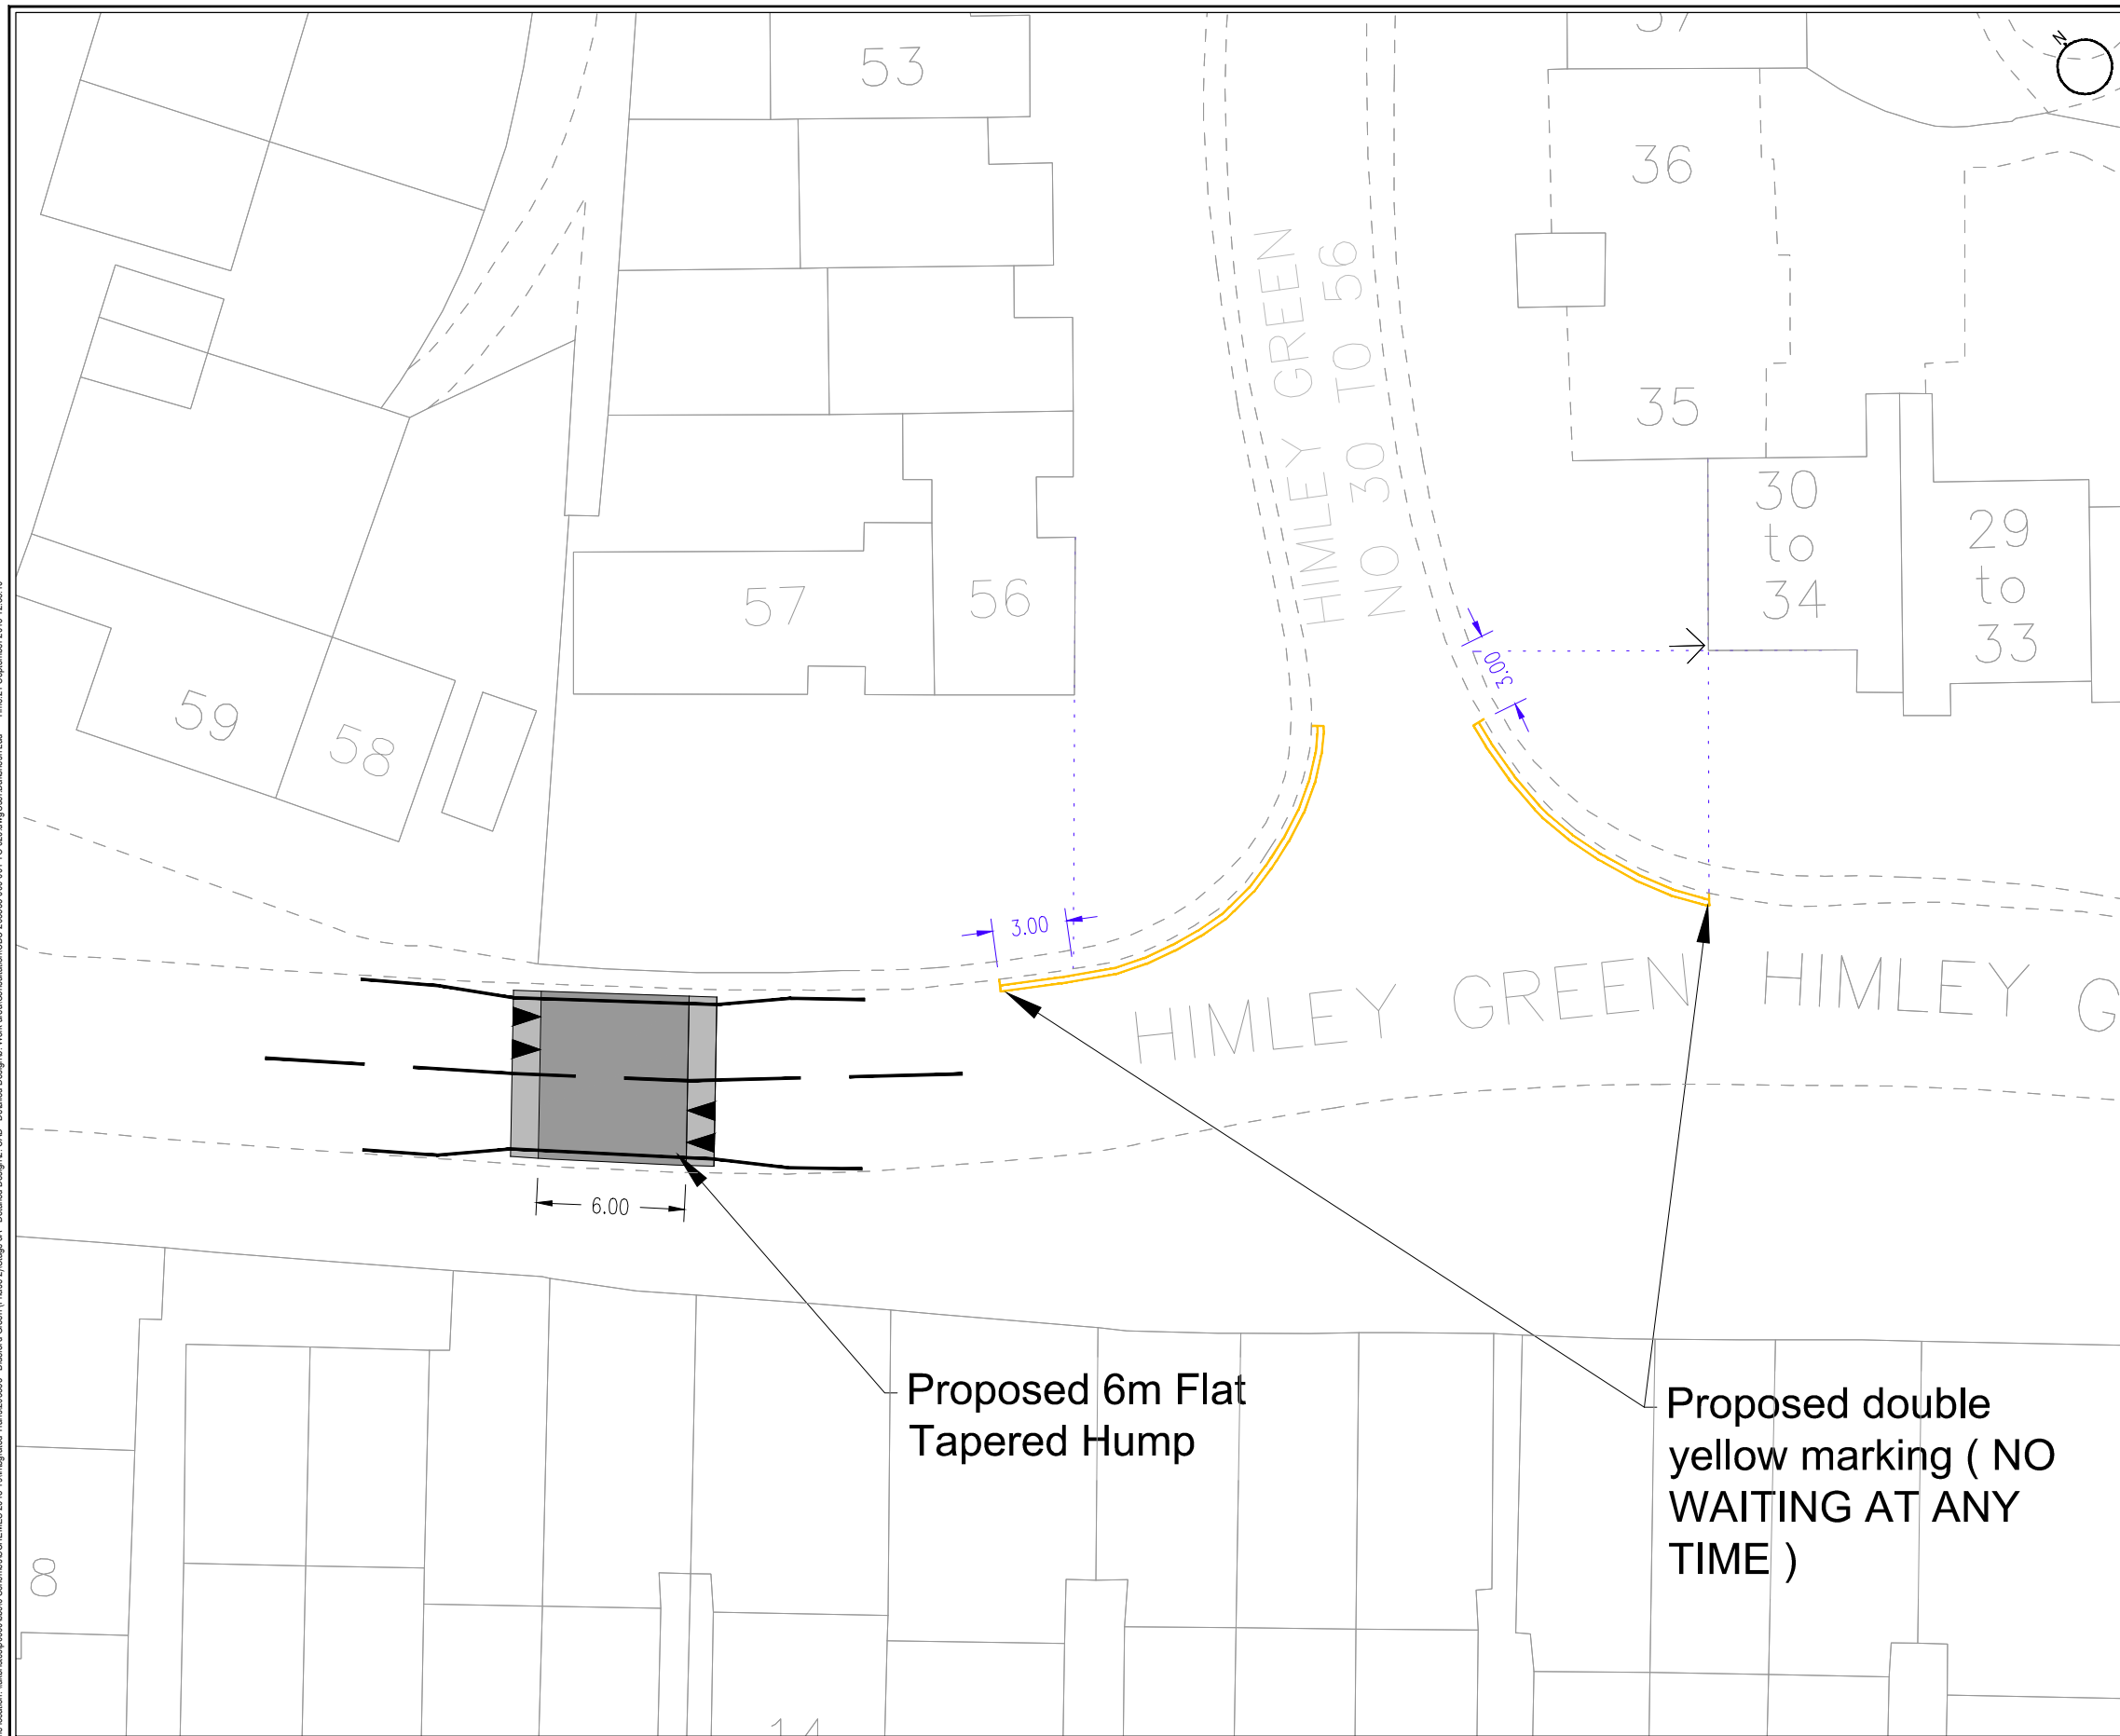 53
N
36
HIMLEY GREEN
NO 30 TO 56
35
30
to
34
29
to
33
57
56
59
58
3.00
3.00
HIMLEY GREEN HIMLEY G
6.00
Proposed 6m Flat
Tapered Hump
Proposed double
yellow marking ( NO
WAITING AT ANY
TIME )
8